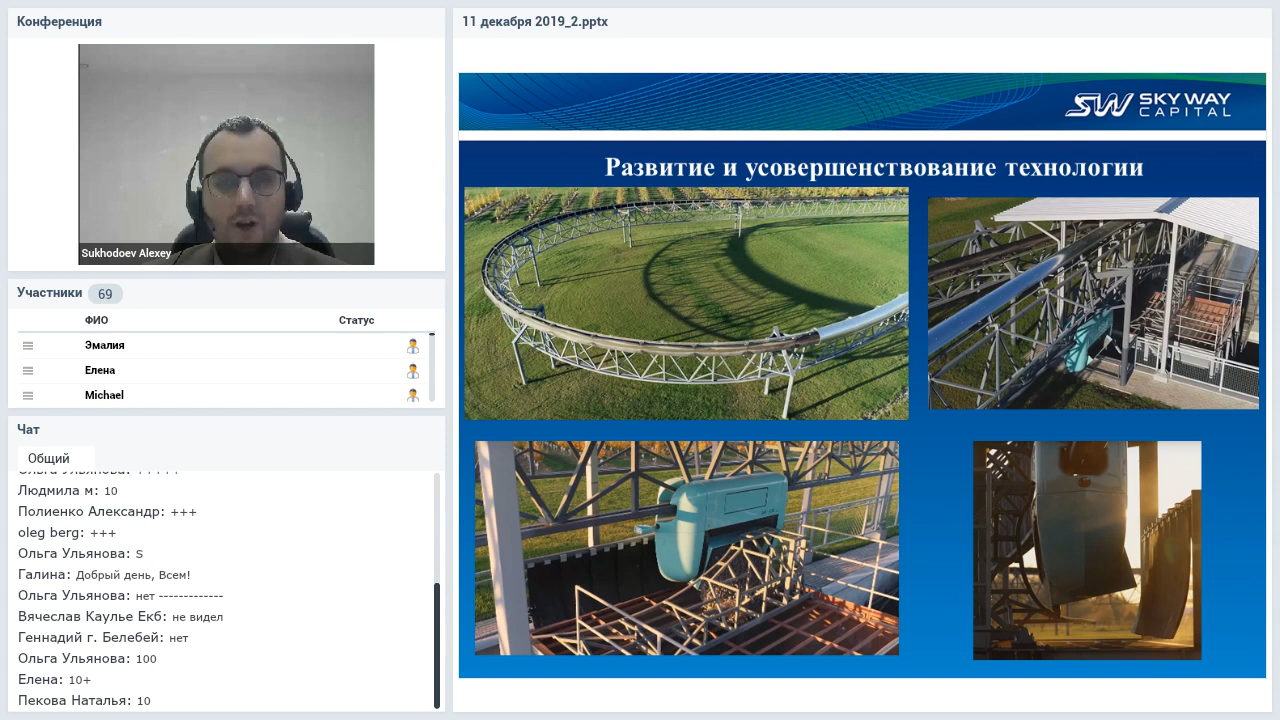 Конференция
Sukhodoev Alexey
Участники 69
ФИО Статус
Эмалия
Елена
Michael
Чат
Общий
Ольга Ульянова: +++++
Людмила м: 10
Полиенко Александр: +++
oleg berg: +++
Ольга Ульянова: S
Галина: Добрый день, Всем!
Ольга Ульянова: нет -------------
Вячеслав Каулье Екб: не видел
Геннадий г. Белебей: нет
Ольга Ульянова: 100
Елена: 10+
Пекова Наталья: 10
11 декабря 2019_2.pptx
SW SKY WAY
CAPITAL
Развитие и усовершенствование технологии